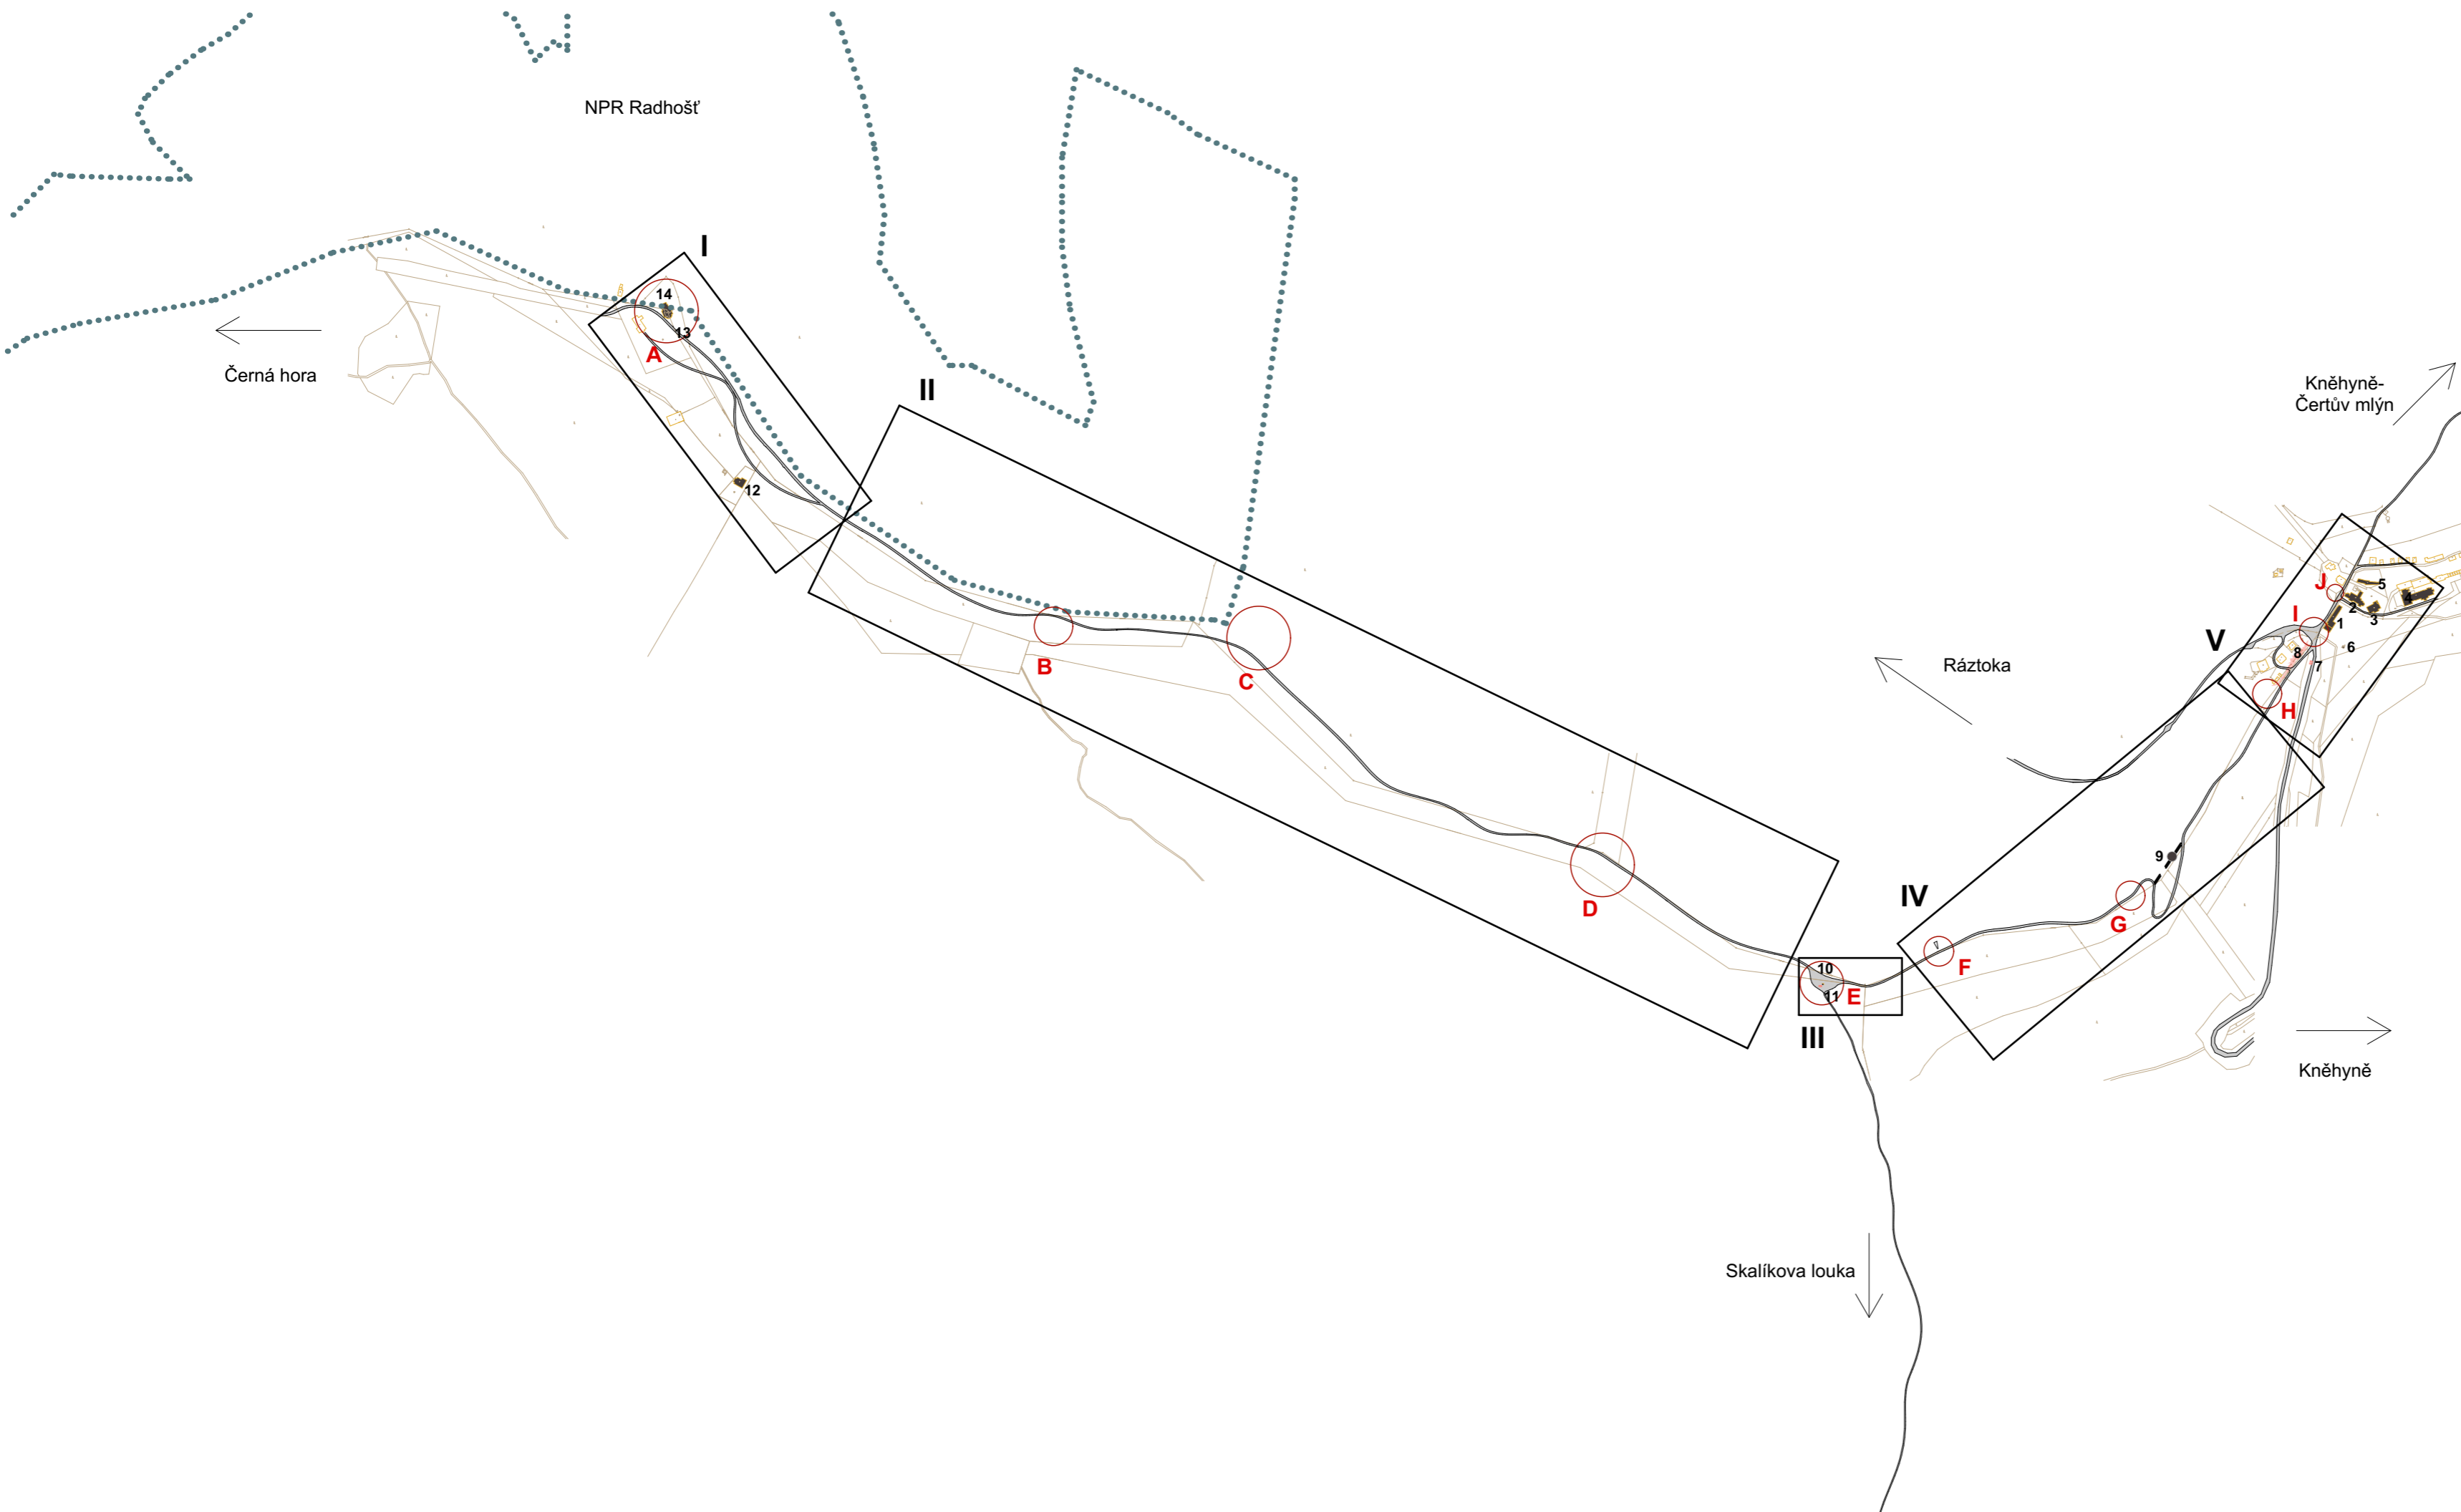 NPR Radhošť
I
14
13
A
Černá hora
II
12
Kněhyně-
Čertův mlýn
J
5
4
2
3
I
1
V
6
8
7
Ráztoka
B
C
H
9
IV
D
G
F
10
E
11
III
Kněhyně
Skalíkova louka